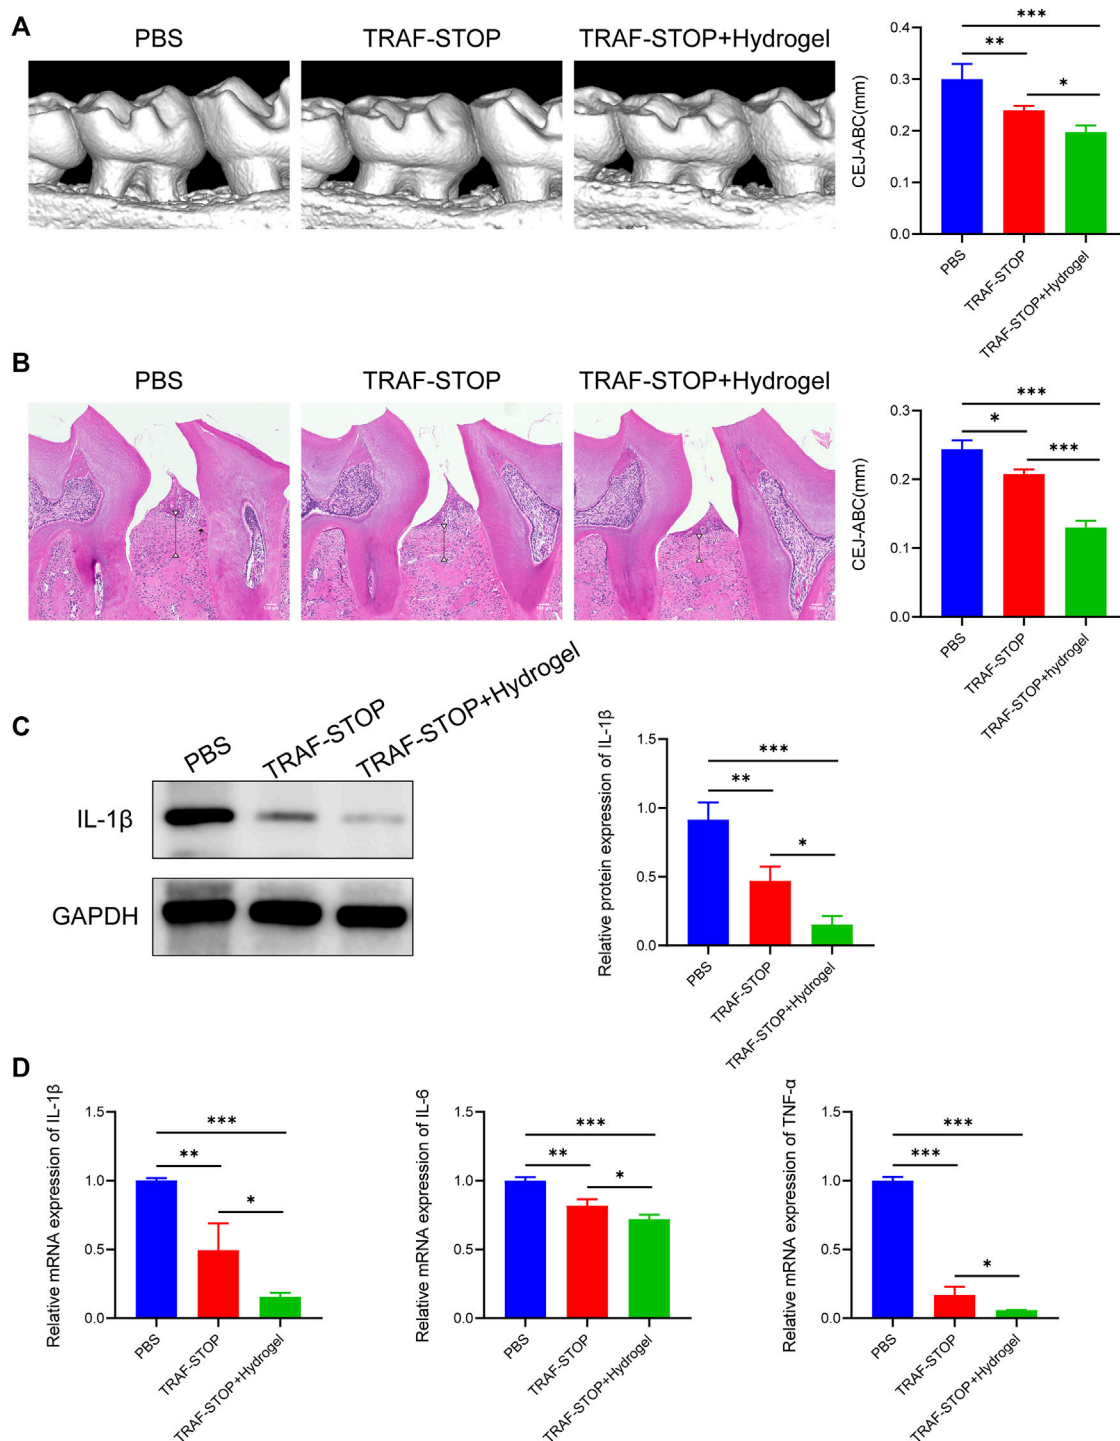 A
PBS
TRAF-STOP
TRAF-STOP+Hydrogel
CEJ-ABC(mm)
0.4
0.3
0.2
0.1
0.0
***
**
*
PBS
TRAF-STOP
TRAF-STOP+Hydrogel
B
PBS
TRAF-STOP
TRAF-STOP+Hydrogel
CEJ-ABC(mm)
0.3
0.2
0.1
0.0
***
*
***
PBS
TRAF-STOP
TRAF-STOP+hydrogel
C
PBS
TRAF-STOP
TRAF-STOP+Hydrogel
IL-1β
GAPDH
Relative protein expression of IL-1β
1.5
1.0
0.5
0.0
***
**
*
PBS
TRAF-STOP
TRAF-STOP+Hydrogel
D
Relative mRNA expression of IL-1β
1.5
1.0
0.5
0.0
***
**
*
PBS
TRAF-STOP
TRAF-STOP+Hydrogel
Relative mRNA expression of IL-6
1.5
1.0
0.5
0.0
***
**
*
PBS
TRAF-STOP
TRAF-STOP+Hydrogel
Relative mRNA expression of TNF-α
1.5
1.0
0.5
0.0
***
***
*
PBS
TRAF-STOP
TRAF-STOP+Hydrogel